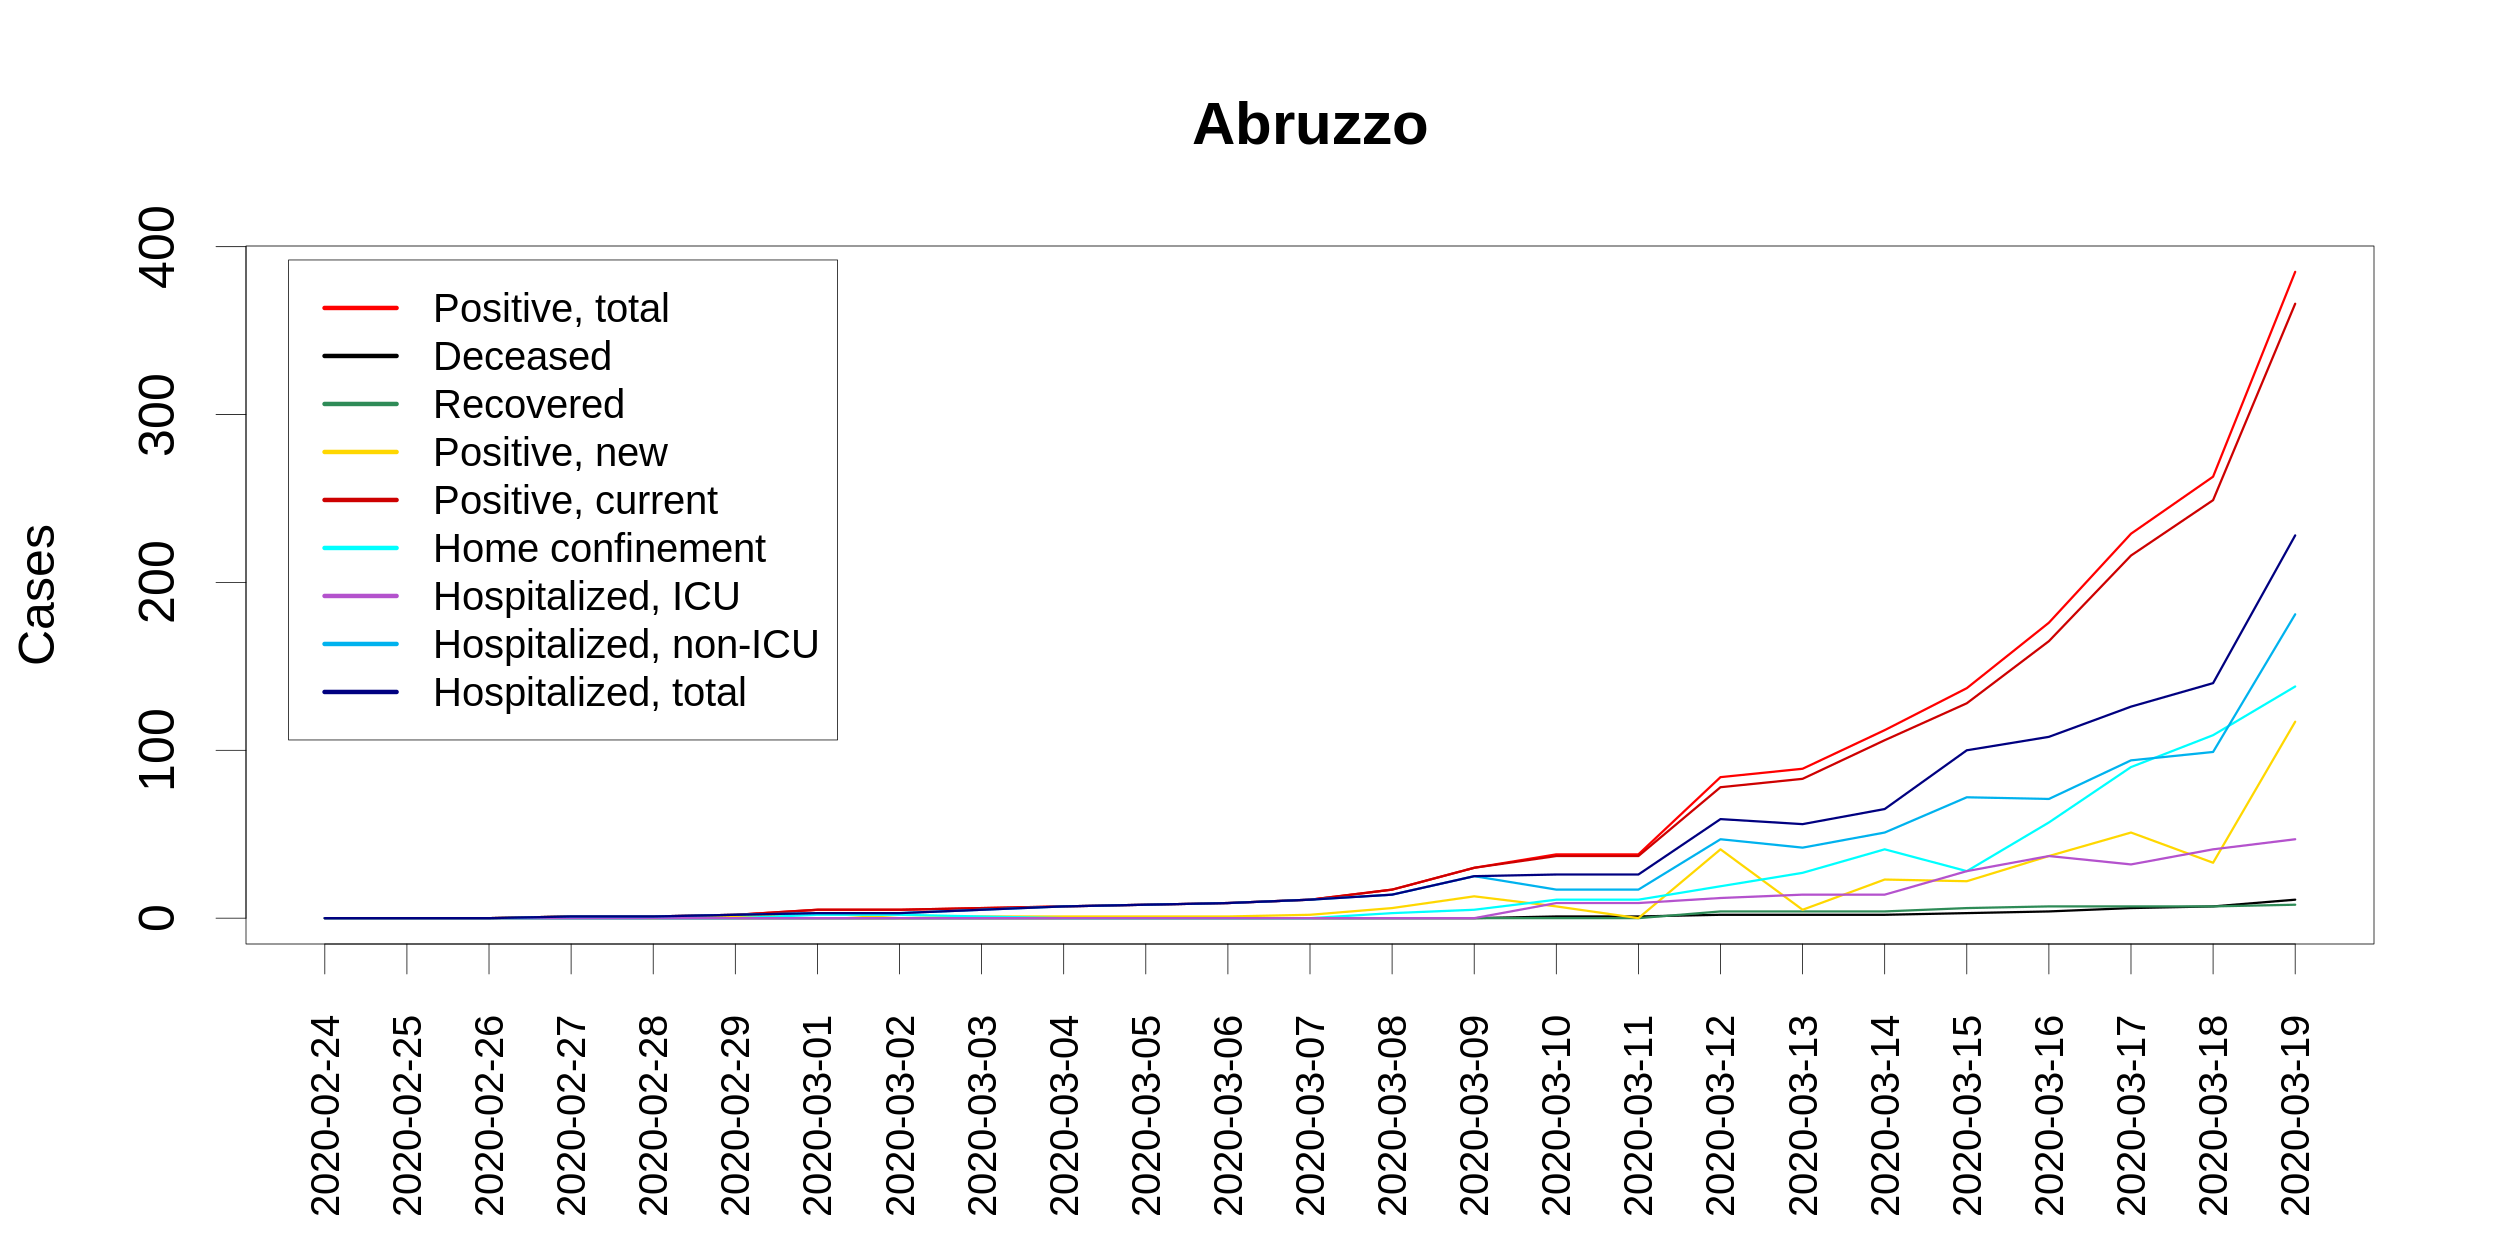 Abruzzo
Cases
400
300
200
100
0
Positive, total
Deceased
Recovered
Positive, new
Positive, current
Home confinement
Hospitalized, ICU
Hospitalized, non-ICU
Hospitalized, total
2020-02-24
2020-02-25
2020-02-26
2020-02-27
2020-02-28
2020-02-29
2020-03-01
2020-03-02
2020-03-03
2020-03-04
2020-03-05
2020-03-06
2020-03-07
2020-03-08
2020-03-09
2020-03-10
2020-03-11
2020-03-12
2020-03-13
2020-03-14
2020-03-15
2020-03-16
2020-03-17
2020-03-18
2020-03-19